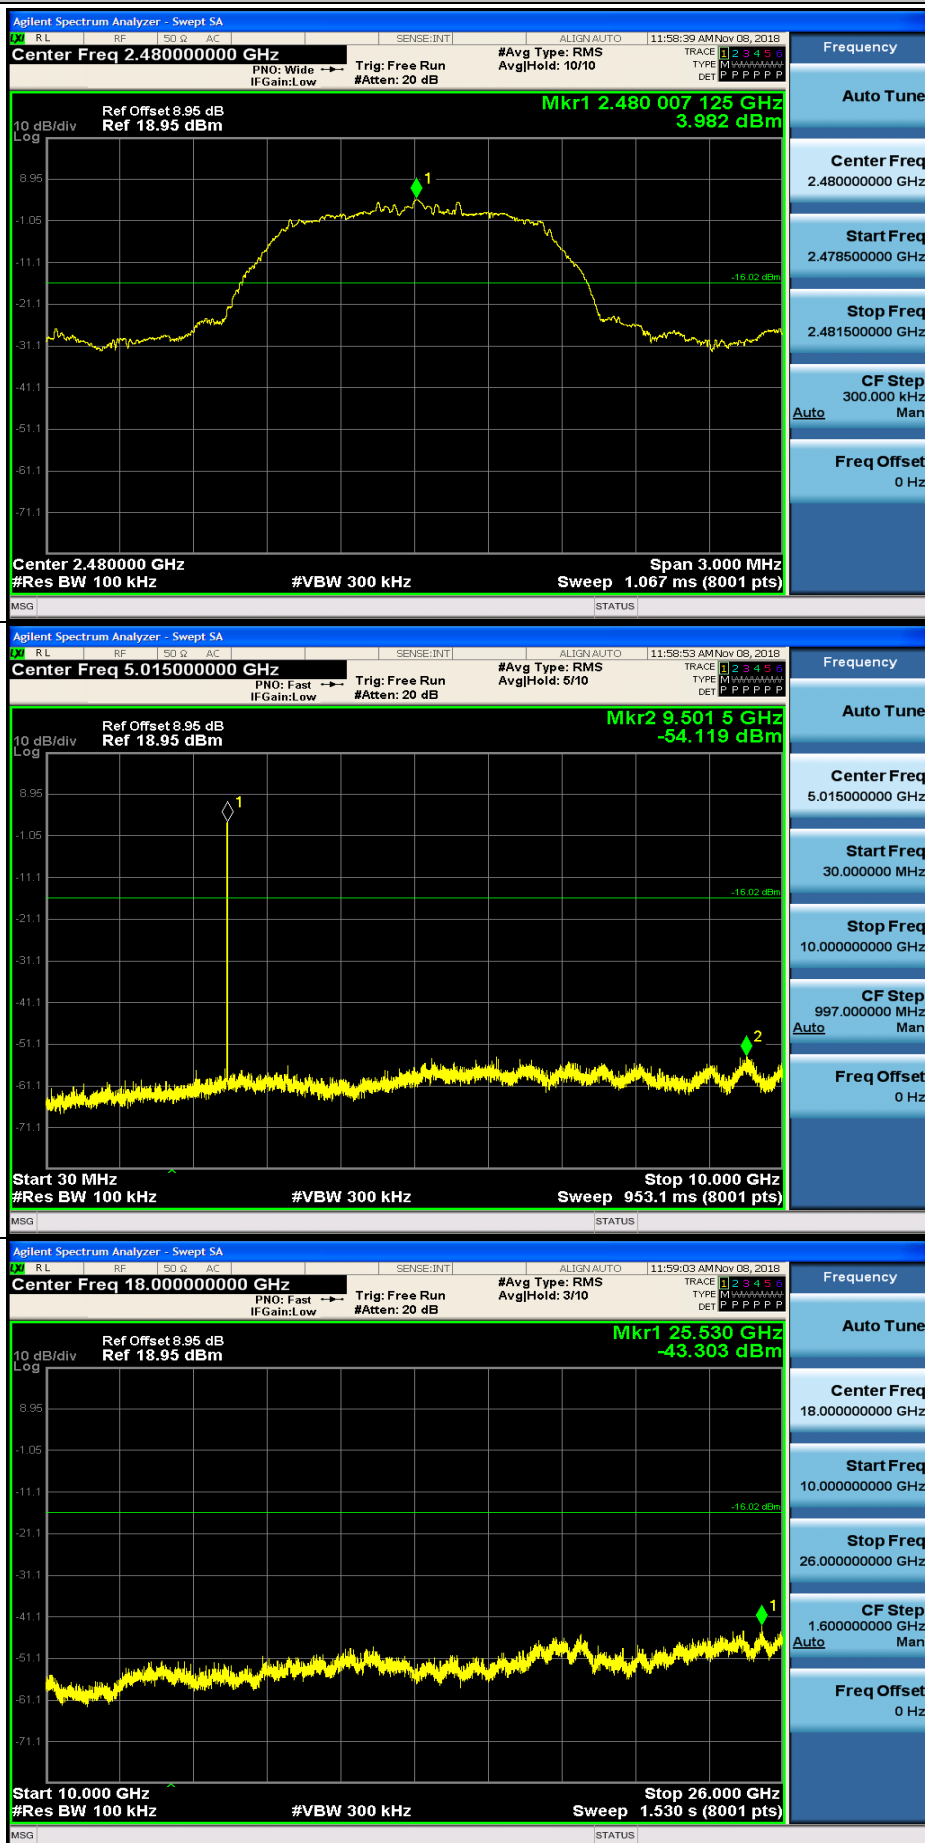 Agilent Spectrum Analyzer - Swept SA
LXI RL RF 50 Ω AC SENSE:INT ALIGN AUTO 11:58:39 AM Nov 08, 2018
Center Freq 2.480000000 GHz #Avg Type: RMS TRACE 1 2 3 4 5 6
PNO: Wide Trig: Free Run Avg|Hold: 10/10 TYPE M WWWWW
IFGain:Low #Atten: 20 dB DET P P P P P P
Frequency
Auto Tune
Mkr1 2.480 007 125 GHz
3.982 dBm
Ref Offset 8.95 dB
10 dB/div Ref 18.95 dBm
Log
1
8.95
-1.05
-11.1
-16.02 dBm
-21.1
-31.1
-41.1
-51.1
-61.1
-71.1
Center Freq
2.480000000 GHz
Start Freq
2.478500000 GHz
Stop Freq
2.481500000 GHz
CF Step
300.000 kHz
Auto Man
Freq Offset
0 Hz
Center 2.480000 GHz Span 3.000 MHz
#Res BW 100 kHz #VBW 300 kHz Sweep 1.067 ms (8001 pts)
MSG STATUS
Agilent Spectrum Analyzer - Swept SA
LXI RL RF 50 Ω AC SENSE:INT ALIGN AUTO 11:58:53 AM Nov 08, 2018
Center Freq 5.015000000 GHz #Avg Type: RMS TRACE 1 2 3 4 5 6
PNO: Fast Trig: Free Run Avg|Hold: 5/10 TYPE M WWWWW
IFGain:Low #Atten: 20 dB DET P P P P P P
Frequency
Auto Tune
Mkr2 9.501 5 GHz
-54.119 dBm
Ref Offset 8.95 dB
10 dB/div Ref 18.95 dBm
Log
1
8.95
-1.05
-11.1
-16.02 dBm
-21.1
-31.1
-41.1
-51.1
2
-61.1
-71.1
Center Freq
5.015000000 GHz
Start Freq
30.000000 MHz
Stop Freq
10.000000000 GHz
CF Step
997.000000 MHz
Auto Man
Freq Offset
0 Hz
Start 30 MHz Stop 10.000 GHz
#Res BW 100 kHz #VBW 300 kHz Sweep 953.1 ms (8001 pts)
MSG STATUS
Agilent Spectrum Analyzer - Swept SA
LXI RL RF 50 Ω AC SENSE:INT ALIGN AUTO 11:59:03 AM Nov 08, 2018
Center Freq 18.000000000 GHz #Avg Type: RMS TRACE 1 2 3 4 5 6
PNO: Fast Trig: Free Run Avg|Hold: 3/10 TYPE M WWWWW
IFGain:Low #Atten: 20 dB DET P P P P P P
Frequency
Auto Tune
Mkr1 25.530 GHz
-43.303 dBm
Ref Offset 8.95 dB
10 dB/div Ref 18.95 dBm
Log
8.95
-1.05
-11.1
-16.02 dBm
-21.1
-31.1
-41.1
1
-51.1
-61.1
-71.1
Center Freq
18.000000000 GHz
Start Freq
10.000000000 GHz
Stop Freq
26.000000000 GHz
CF Step
1.600000000 GHz
Auto Man
Freq Offset
0 Hz
Start 10.000 GHz Stop 26.000 GHz
#Res BW 100 kHz #VBW 300 kHz Sweep 1.530 s (8001 pts)
MSG STATUS